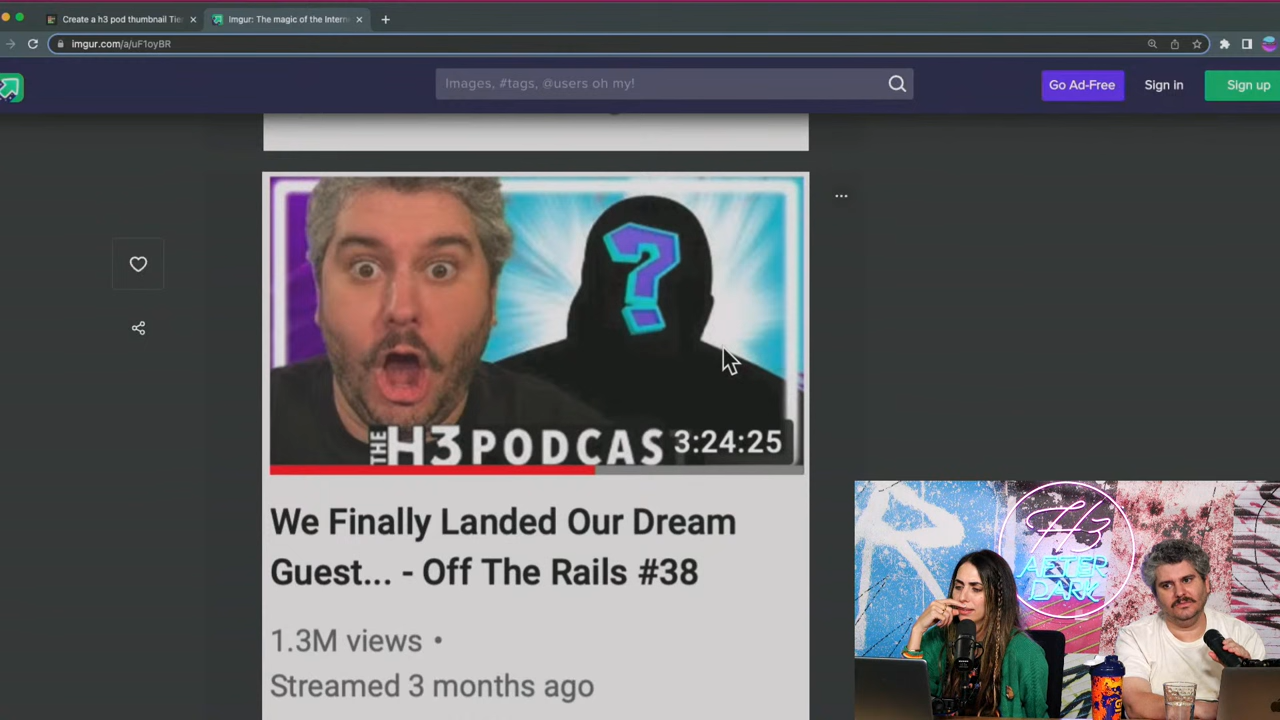 Create a h3 pod thumbnail Tie
Imgur: The magic of the Intern
imgur.com/a/uF1oyBR
Images, #tags, @users oh my!
Go Ad-Free
Sign in
Sign up
?
THE H3 PODCAS
3:24:25
We Finally Landed Our Dream
Guest... - Off The Rails #38
1.3M views •
Streamed 3 months ago
H3
AFTER
DARK